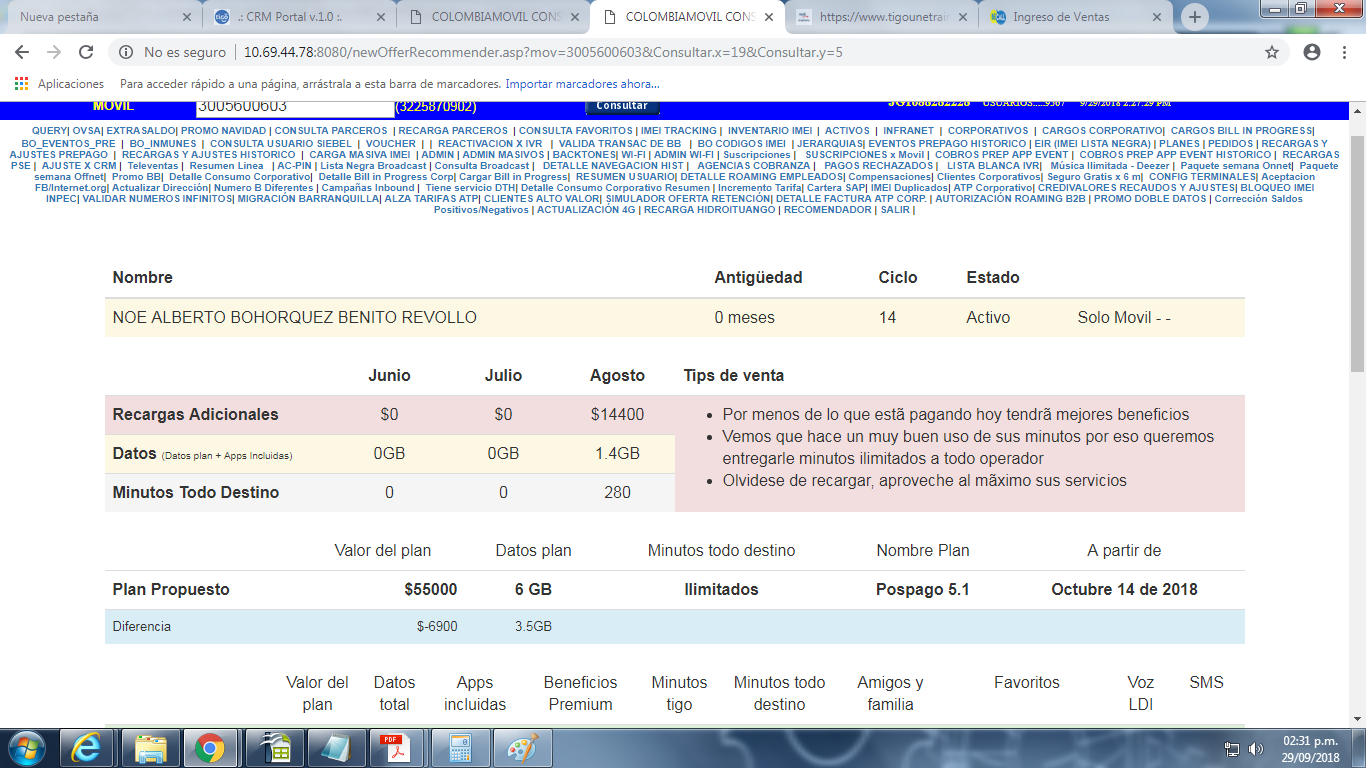 Nueva pestaña
.: CRM Portal v.1.0 :.
COLOMBIAMOVIL CONS
COLOMBIAMOVIL CONS
https://www.tigounetrai
Ingreso de Ventas
No es seguro | 10.69.44.78:8080/newOfferRecommender.asp?mov=3005600603&Consultar.x=19&Consultar.y=5
Aplicaciones Para acceder rápido a una página, arrástrala a esta barra de marcadores. Importar marcadores ahora...
MOVIL 3005600603 (3225870902) Consultar USUARIOS.....9567 9/29/2018 2:27:29 PM
QUERY| OVSA| EXTRASALDO| PROMO NAVIDAD | CONSULTA PARCEROS | RECARGA PARCEROS | CONSULTA FAVORITOS | IMEI TRACKING | INVENTARIO IMEI | ACTIVOS | INFRANET | CORPORATIVOS | CARGOS CORPORATIVO| CARGOS BILL IN PROGRESS|
BO_EVENTOS_PRE | BO_INMUNES | CONSULTA USUARIO SIEBEL | VOUCHER | | REACTIVACION X IVR | VALIDA TRANSAC DE BB | BO CODIGOS IMEI | JERARQUIAS| EVENTOS PREPAGO HISTORICO | EIR (IMEI LISTA NEGRA) | PLANES | PEDIDOS | RECARGAS Y
AJUSTES PREPAGO | RECARGAS Y AJUSTES HISTORICO | CARGA MASIVA IMEI | ADMIN | ADMIN MASIVOS | BACKTONES| WI-FI | ADMIN WI-FI | Suscripciones | SUSCRIPCIONES x Movil | COBROS PREP APP EVENT | COBROS PREP APP EVENT HISTORICO | RECARGAS
PSE | AJUSTE X CRM | Televentas | Resumen Linea | AC-PIN | Lista Negra Broadcast | Consulta Broadcast | DETALLE NAVEGACION HIST | AGENCIAS COBRANZA | PAGOS RECHAZADOS | LISTA BLANCA IVR| Música Ilimitada - Deezer | Paquete semana Onnet| Paquete
semana Offnet| Promo BB| Detalle Consumo Corporativo| Detalle Bill in Progress Corp| Cargar Bill in Progress| RESUMEN USUARIO| DETALLE ROAMING EMPLEADOS| Compensaciones| Clientes Corporativos| Seguro Gratis x 6 m| CONFIG TERMINALES| Aceptacion
FB/Internet.org| Actualizar Dirección| Numero B Diferentes | Campañas Inbound | Tiene servicio DTH| Detalle Consumo Corporativo Resumen | Incremento Tarifa| Cartera SAP| IMEI Duplicados| ATP Corporativo| CREDIVALORES RECAUDOS Y AJUSTES| BLOQUEO IMEI
INPEC| VALIDAR NUMEROS INFINITOS| MIGRACIÓN BARRANQUILLA| ALZA TARIFAS ATP| CLIENTES ALTO VALOR| SIMULADOR OFERTA RETENCIÓN| DETALLE FACTURA ATP CORP. | AUTORIZACIÓN ROAMING B2B | PROMO DOBLE DATOS | Corrección Saldos
Positivos/Negativos | ACTUALIZACIÓN 4G | RECARGA HIDROITUANGO | RECOMENDADOR | SALIR |
Nombre Antigüedad Ciclo Estado
NOE ALBERTO BOHORQUEZ BENITO REVOLLO 0 meses 14 Activo Solo Movil - -
Junio Julio Agosto Tips de venta
Recargas Adicionales $0 $0 $14400
Datos (Datos plan + Apps Incluidas) 0GB 0GB 1.4GB
Minutos Todo Destino 0 0 280
• Por menos de lo que estã pagando hoy tendrã mejores beneficios
• Vemos que hace un muy buen uso de sus minutos por eso queremos
entregarle minutos ilimitados a todo operador
• Olvidese de recargar, aproveche al mãximo sus servicios
Valor del plan Datos plan Minutos todo destino Nombre Plan A partir de
Plan Propuesto $55000 6 GB Ilimitados Pospago 5.1 Octubre 14 de 2018
Diferencia $-6900 3.5GB
Valor del Datos Apps Beneficios Minutos Minutos todo Amigos y Favoritos Voz SMS
plan total incluidas Premium tigo destino familia LDI
02:31 p.m.
29/09/2018